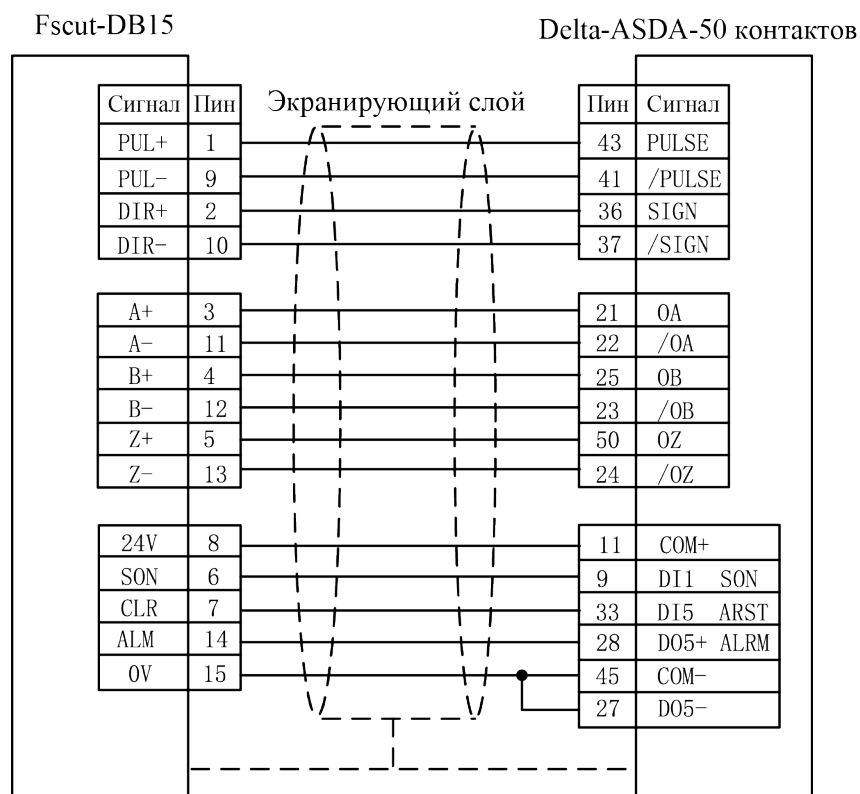 Fscut-DB15 Delta-ASDA-50 контактов
Сигнал Пин Экранирующий слой Пин Сигнал
PUL+ 1 43 PULSE
PUL- 9 41 /PULSE
DIR+ 2 36 SIGN
DIR- 10 37 /SIGN
A+ 3 21 OA
A- 11 22 /OA
B+ 4 25 OB
B- 12 23 /OB
Z+ 5 50 OZ
Z- 13 24 /OZ
24V 8 11 COM+
SON 6 9 DI1 SON
CLR 7 33 DI5 ARST
ALM 14 28 DO5+ ALRM
0V 15 45 COM-
27 DO5-